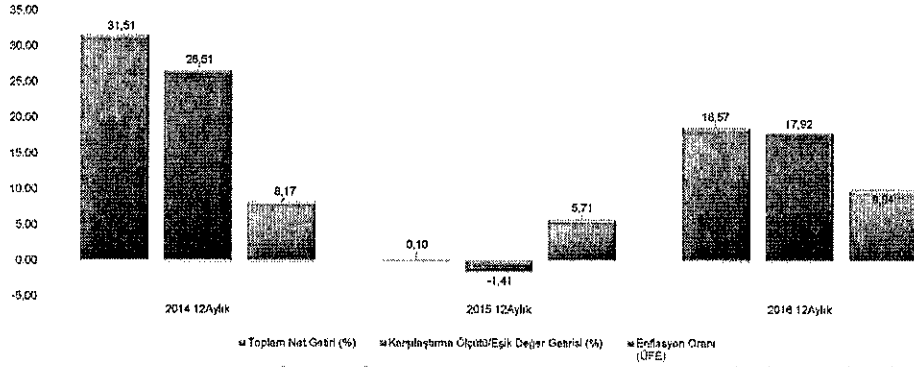 35.00
31,51
30.00
26,51
25.00
20.00
18,57
17,92
15.00
10.00
8,17
5,71
5.00
0,10
0.00
-1,41
-5,00
2014 12Aylık
2015 12Aylık
2016 12Aylık
Toplam Net Getiri (%)
Karşılaştırma Ölçütü/Eşik Değer Getirisi (%)
Enflasyon Oranı
(ÜFE)